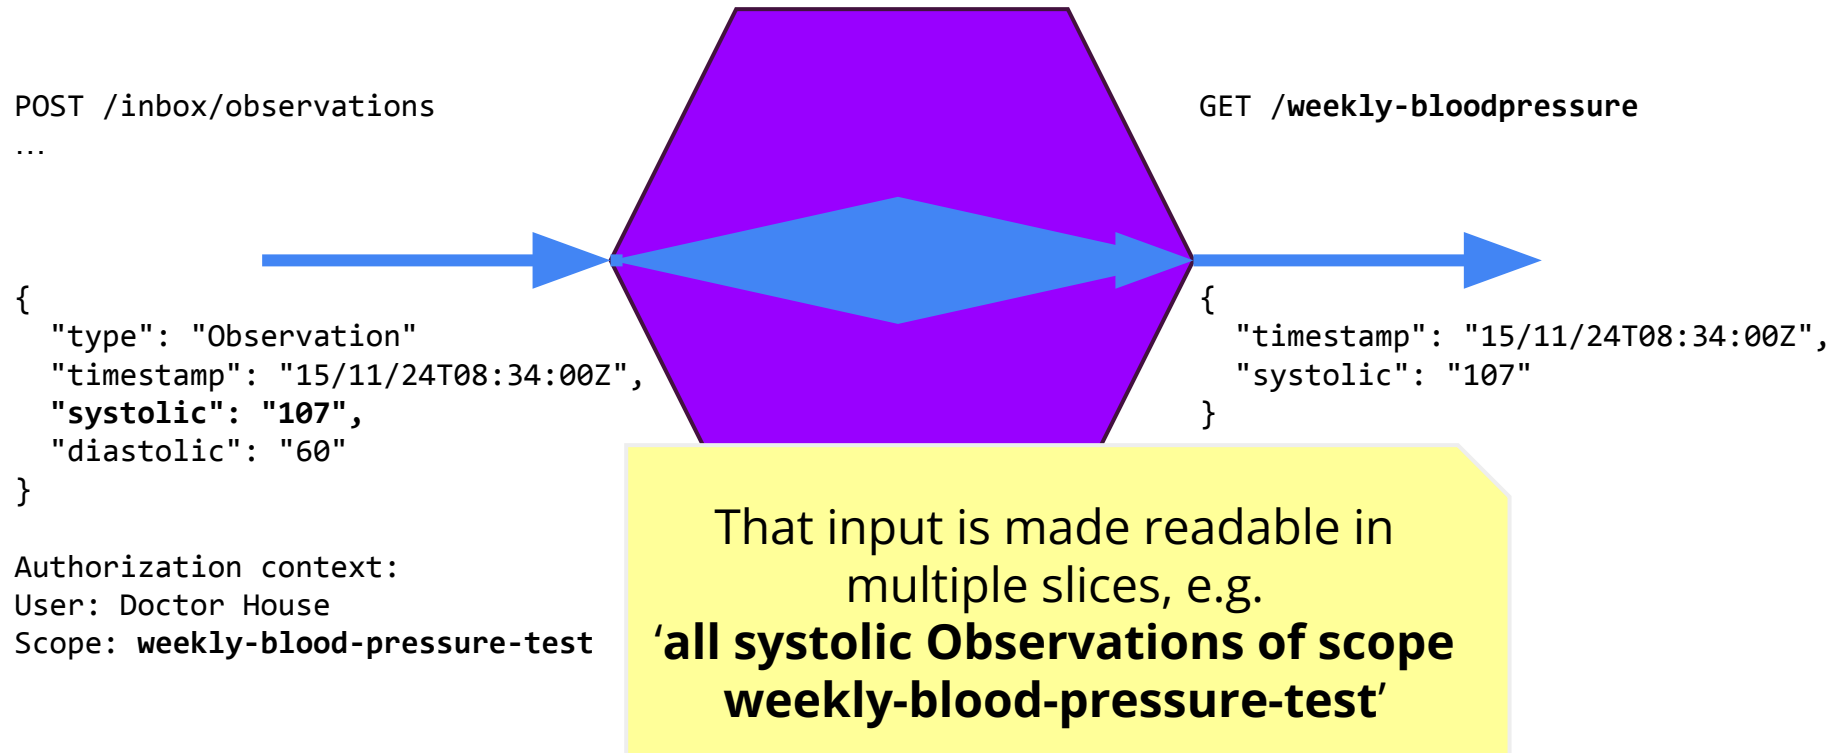 POST /inbox/observations
…
{
  "type": "Observation"
  "timestamp": "15/11/24T08:34:00Z",
  "systolic": "107",
  "diastolic": "60"
}
Authorization context:
User: Doctor House
Scope: weekly-blood-pressure-test
GET /weekly-bloodpressure
{
  "timestamp": "15/11/24T08:34:00Z",
  "systolic": "107"
}
That input is made readable in
multiple slices, e.g.
‘all systolic Observations of scope
weekly-blood-pressure-test’